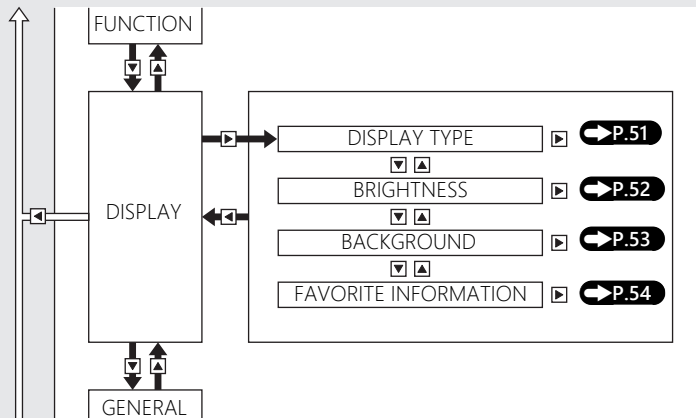 FUNCTION
DISPLAY
DISPLAY TYPE
P.51
BRIGHTNESS
P.52
BACKGROUND
P.53
FAVORITE INFORMATION
P.54
GENERAL